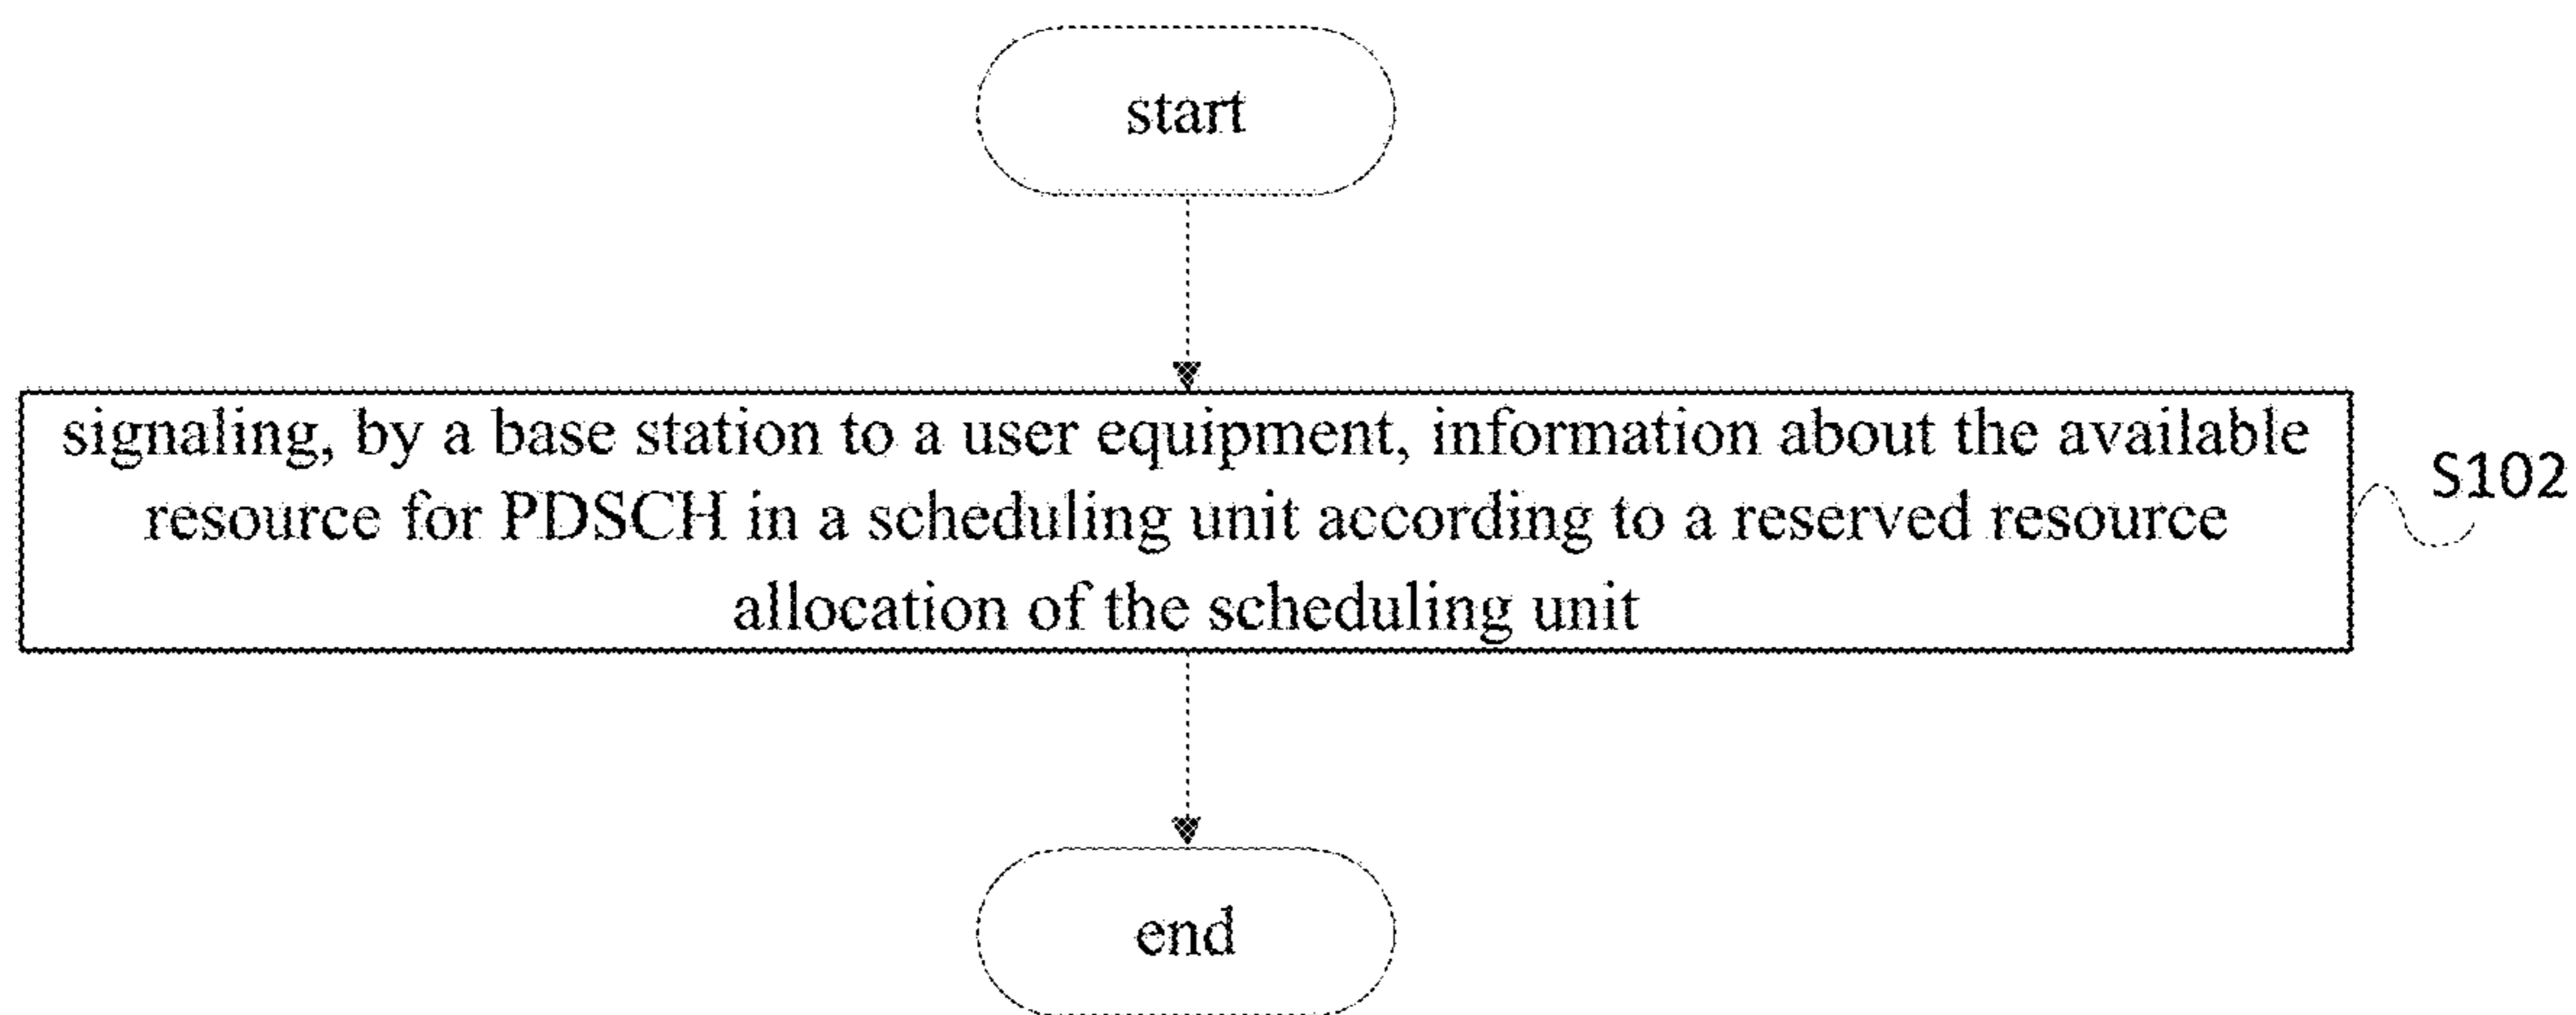 start
signaling, by a base station to a user equipment, information about the available
resource for PDSCH in a scheduling unit according to a reserved resource
allocation of the scheduling unit
S102
end